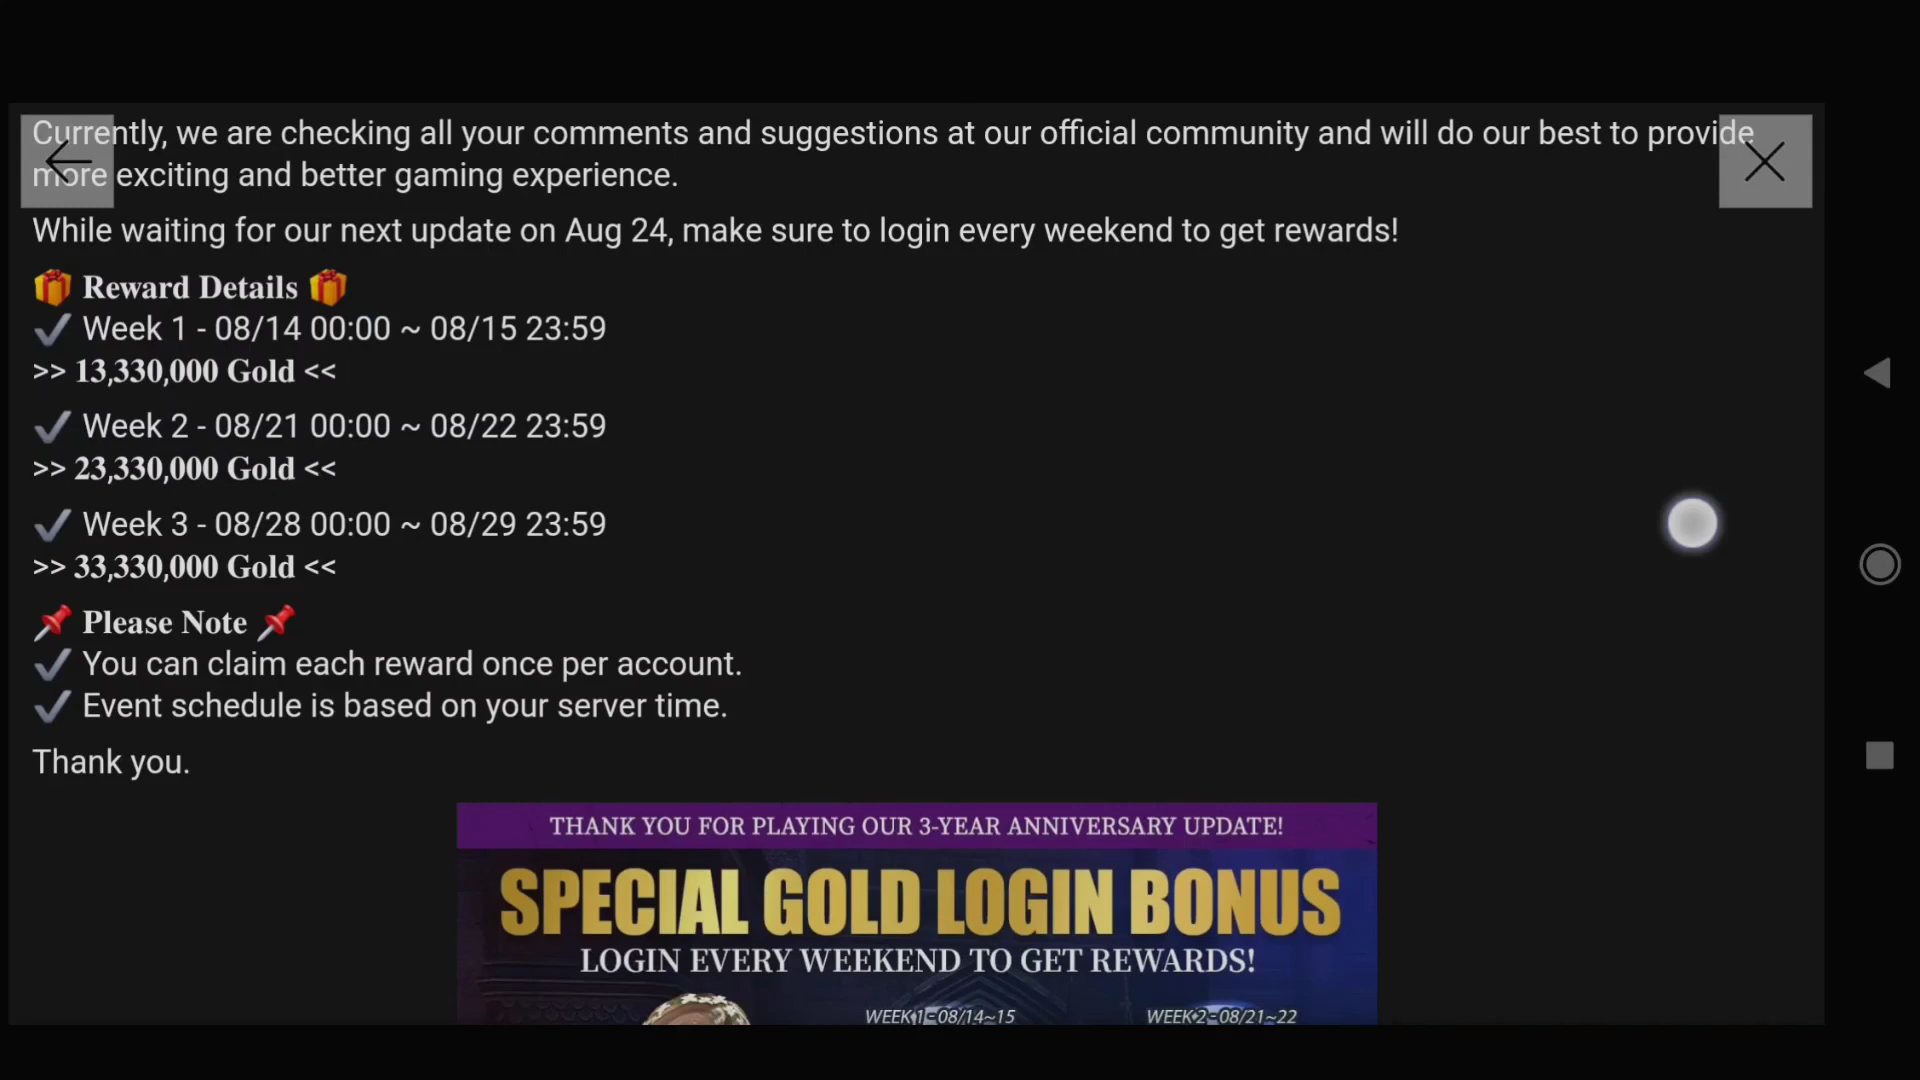 Currently, we are checking all your comments and suggestions at our official community and will do our best to provide
more exciting and better gaming experience.
While waiting for our next update on Aug 24, make sure to login every weekend to get rewards!
🎁 Reward Details 🎁
✔ Week 1 - 08/14 00:00 ~ 08/15 23:59
>> 13,330,000 Gold <<
✔ Week 2 - 08/21 00:00 ~ 08/22 23:59
>> 23,330,000 Gold <<
✔ Week 3 - 08/28 00:00 ~ 08/29 23:59
>> 33,330,000 Gold <<
📌 Please Note 📌
✔ You can claim each reward once per account.
✔ Event schedule is based on your server time.
Thank you.
THANK YOU FOR PLAYING OUR 3-YEAR ANNIVERSARY UPDATE!
SPECIAL GOLD LOGIN BONUS
LOGIN EVERY WEEKEND TO GET REWARDS!
WEEK 1 - 08/14~15 WEEK 2 - 08/21~22